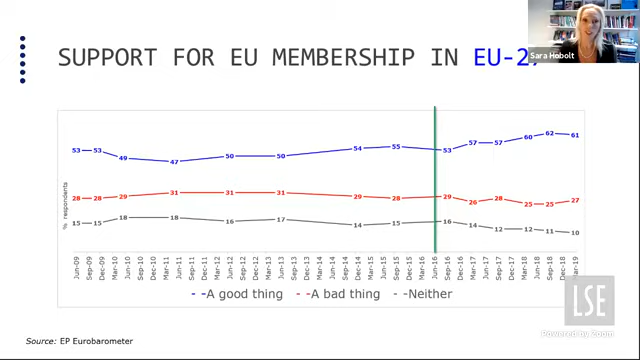 SUPPORT FOR EU MEMBERSHIP IN EU-27
Sara Hobolt
% respondents
53 53 49 47 50 50 54 55 53 57 57 60 62 61
28 28 29 31 31 31 29 28 29 26 28 25 25 27
15 15 18 18 16 17 14 15 16 14 12 12 11 10
Jun-09 Sep-09 Dec-09 Mar-10 Jun-10 Sep-10 Dec-10 Mar-11 Jun-11 Sep-11 Dec-11 Mar-12 Jun-12 Sep-12 Dec-12 Mar-13 Jun-13 Sep-13 Dec-13 Mar-14 Jun-14 Sep-14 Dec-14 Mar-15 Jun-15 Sep-15 Dec-15 Mar-16 Jun-16 Sep-16 Dec-16 Mar-17 Jun-17 Sep-17 Dec-17 Mar-18 Jun-18 Sep-18 Dec-18 Mar-19
A good thing A bad thing Neither
LSE
Powered by Zoom
Source: EP Eurobarometer